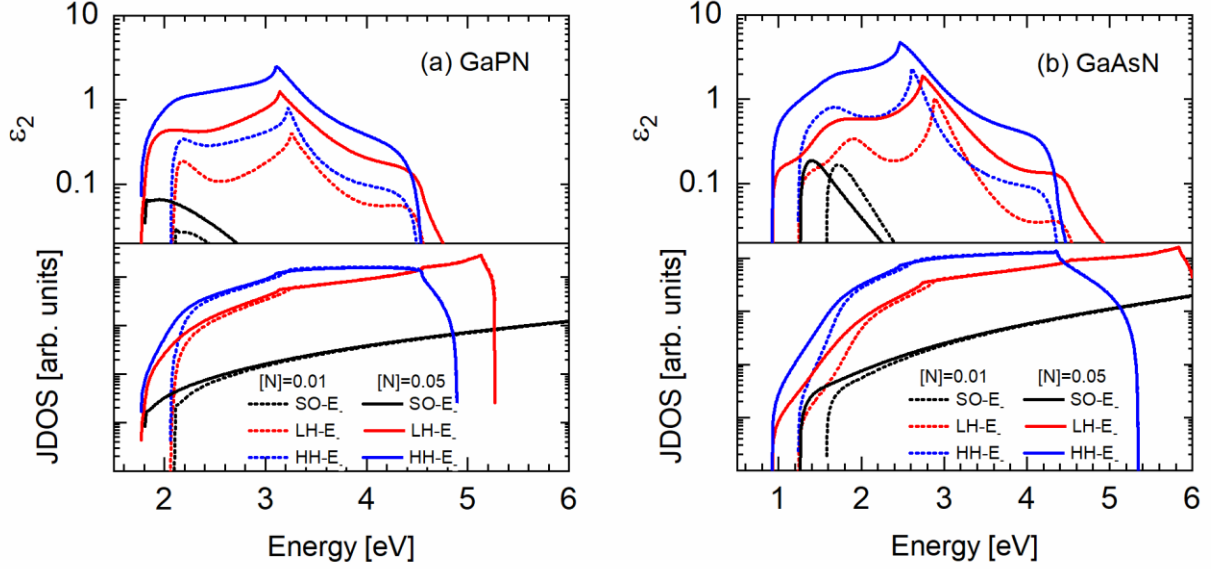 10
1
0.1
ε₂
(a) GaPN
JDOS [arb. units]
[N]=0.01 [N]=0.05
SO-E₋ SO-E₋
LH-E₋ LH-E₋
HH-E₋ HH-E₋
2 3 4 5 6
Energy [eV]
10
1
0.1
ε₂
(b) GaAsN
JDOS [arb. units]
[N]=0.01 [N]=0.05
SO-E₋ SO-E₋
LH-E₋ LH-E₋
HH-E₋ HH-E₋
1 2 3 4 5 6
Energy [eV]